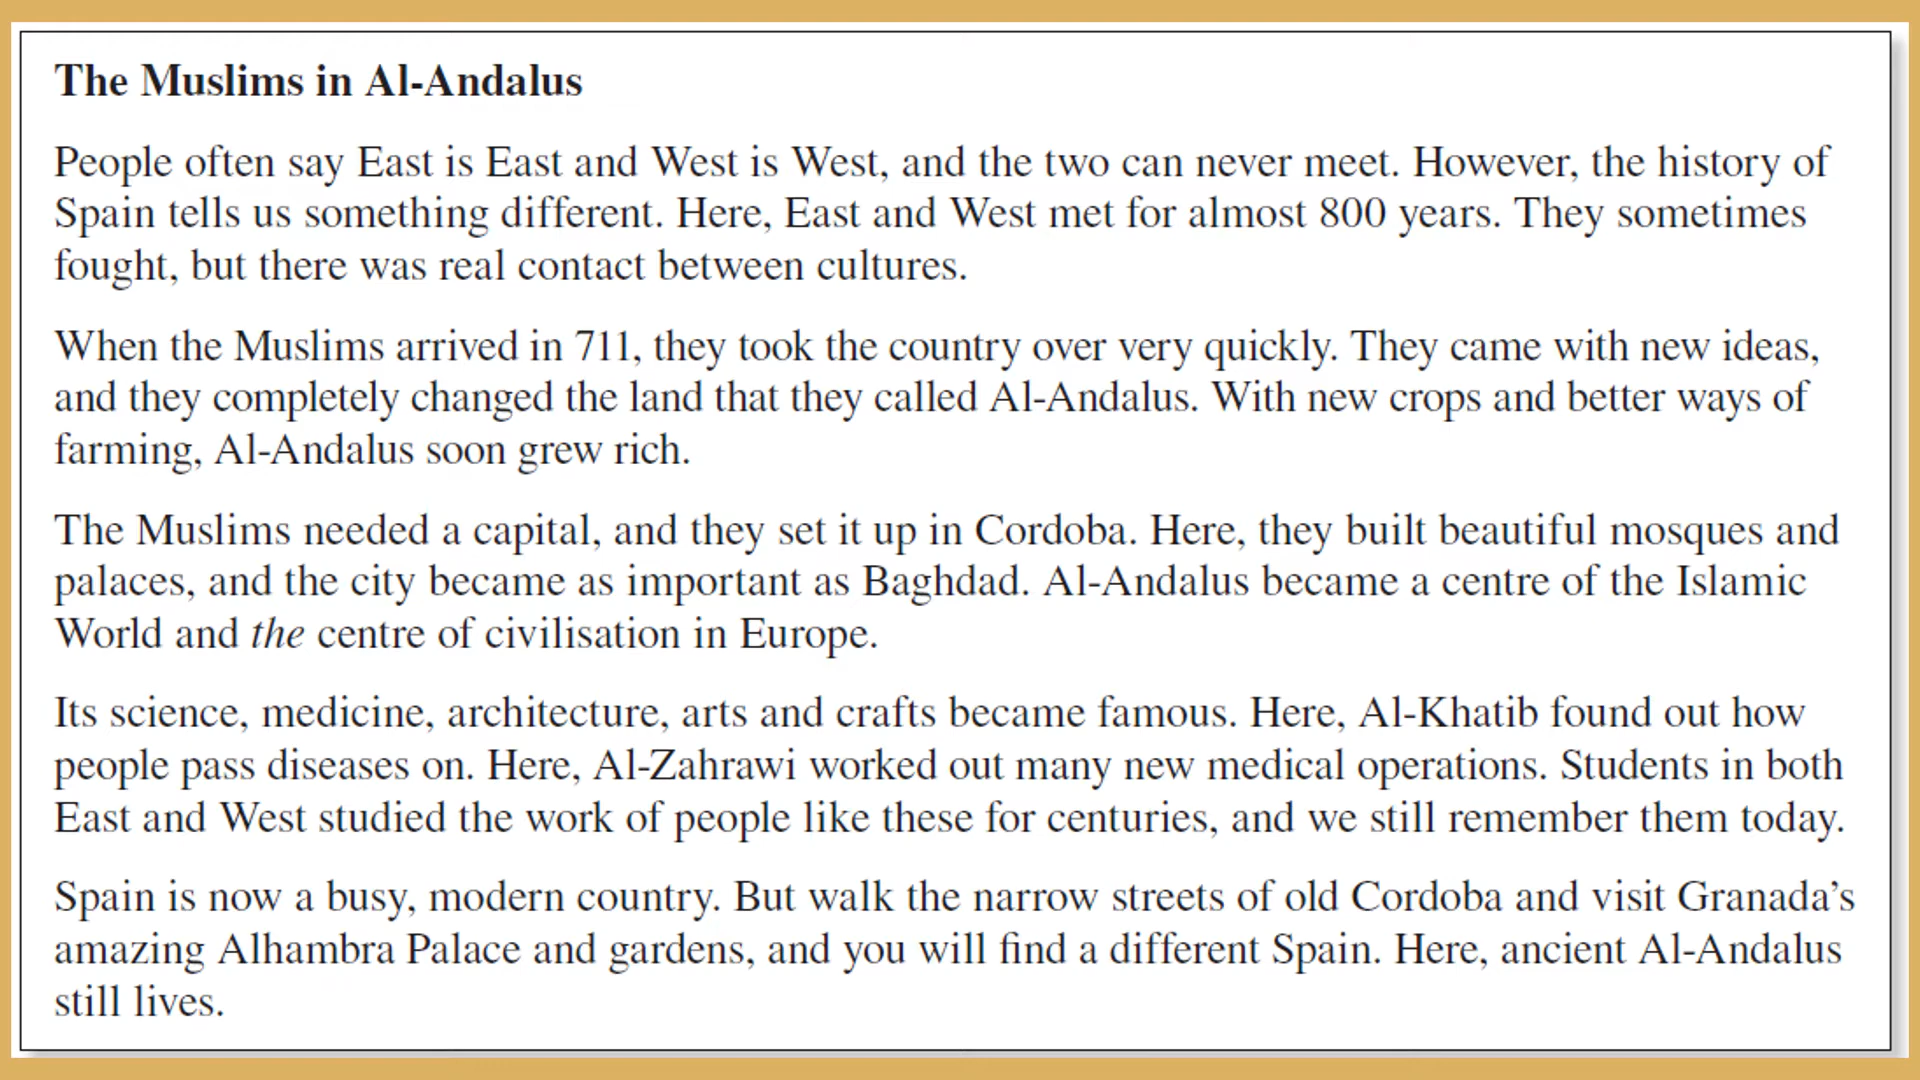 The Muslims in Al-Andalus
People often say East is East and West is West, and the two can never meet. However, the history of
Spain tells us something different. Here, East and West met for almost 800 years. They sometimes
fought, but there was real contact between cultures.
When the Muslims arrived in 711, they took the country over very quickly. They came with new ideas,
and they completely changed the land that they called Al-Andalus. With new crops and better ways of
farming, Al-Andalus soon grew rich.
The Muslims needed a capital, and they set it up in Cordoba. Here, they built beautiful mosques and
palaces, and the city became as important as Baghdad. Al-Andalus became a centre of the Islamic
World and the centre of civilisation in Europe.
Its science, medicine, architecture, arts and crafts became famous. Here, Al-Khatib found out how
people pass diseases on. Here, Al-Zahrawi worked out many new medical operations. Students in both
East and West studied the work of people like these for centuries, and we still remember them today.
Spain is now a busy, modern country. But walk the narrow streets of old Cordoba and visit Granada’s
amazing Alhambra Palace and gardens, and you will find a different Spain. Here, ancient Al-Andalus
still lives.